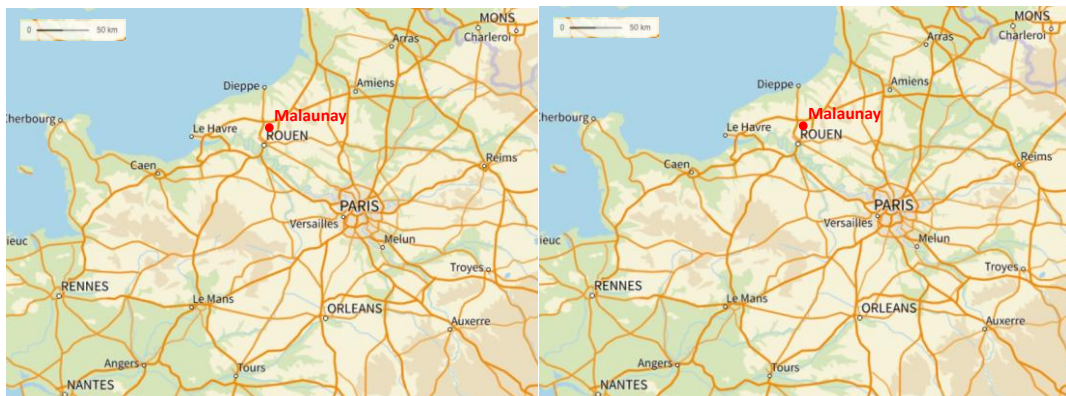 0 50 km
MONS
Charleroi
Arras
Dieppe
Amiens
Malaunay
Cherbourg
Le Havre
ROUEN
Caen
Reims
PARIS
Versailles
Melun
ieuc
Troyes
RENNES
Le Mans
ORLEANS
Auxerre
Angers
Tours
NANTES
0 50 km
MONS
Charleroi
Arras
Dieppe
Amiens
Malaunay
Cherbourg
Le Havre
ROUEN
Caen
Reims
PARIS
Versailles
Melun
ieuc
Troyes
RENNES
Le Mans
ORLEANS
Auxerre
Angers
Tours
NANTES